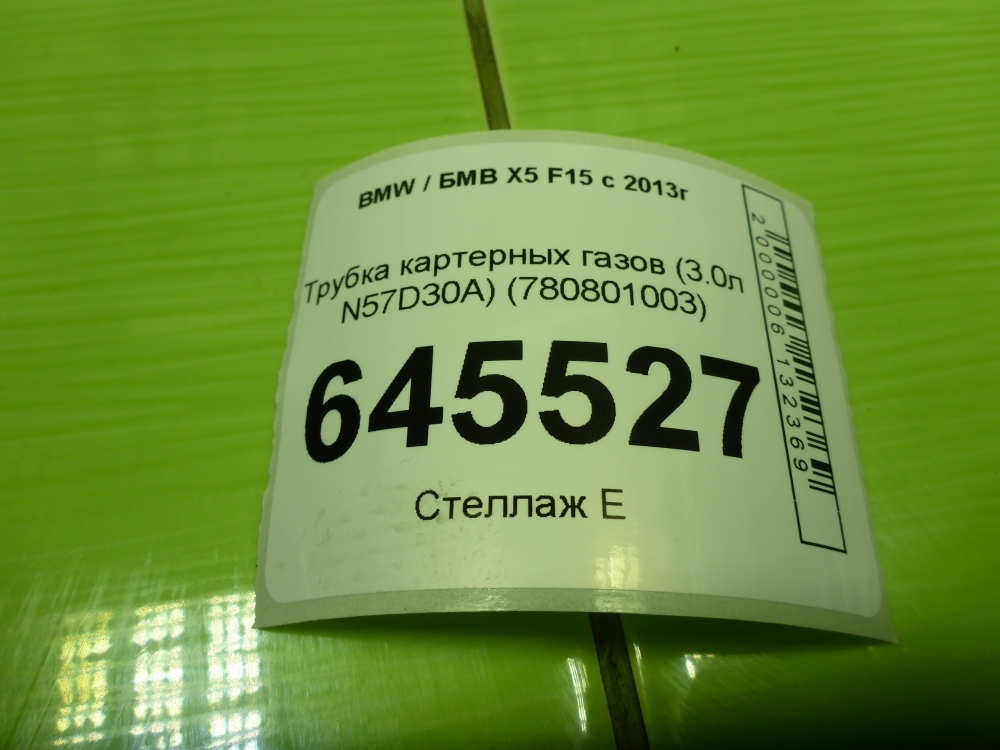 BMW / БМВ X5 F15 с 2013г
Трубка картерных газов (3.0л
N57D30A) (780801003)
645527
Стеллаж Е
2000006132369